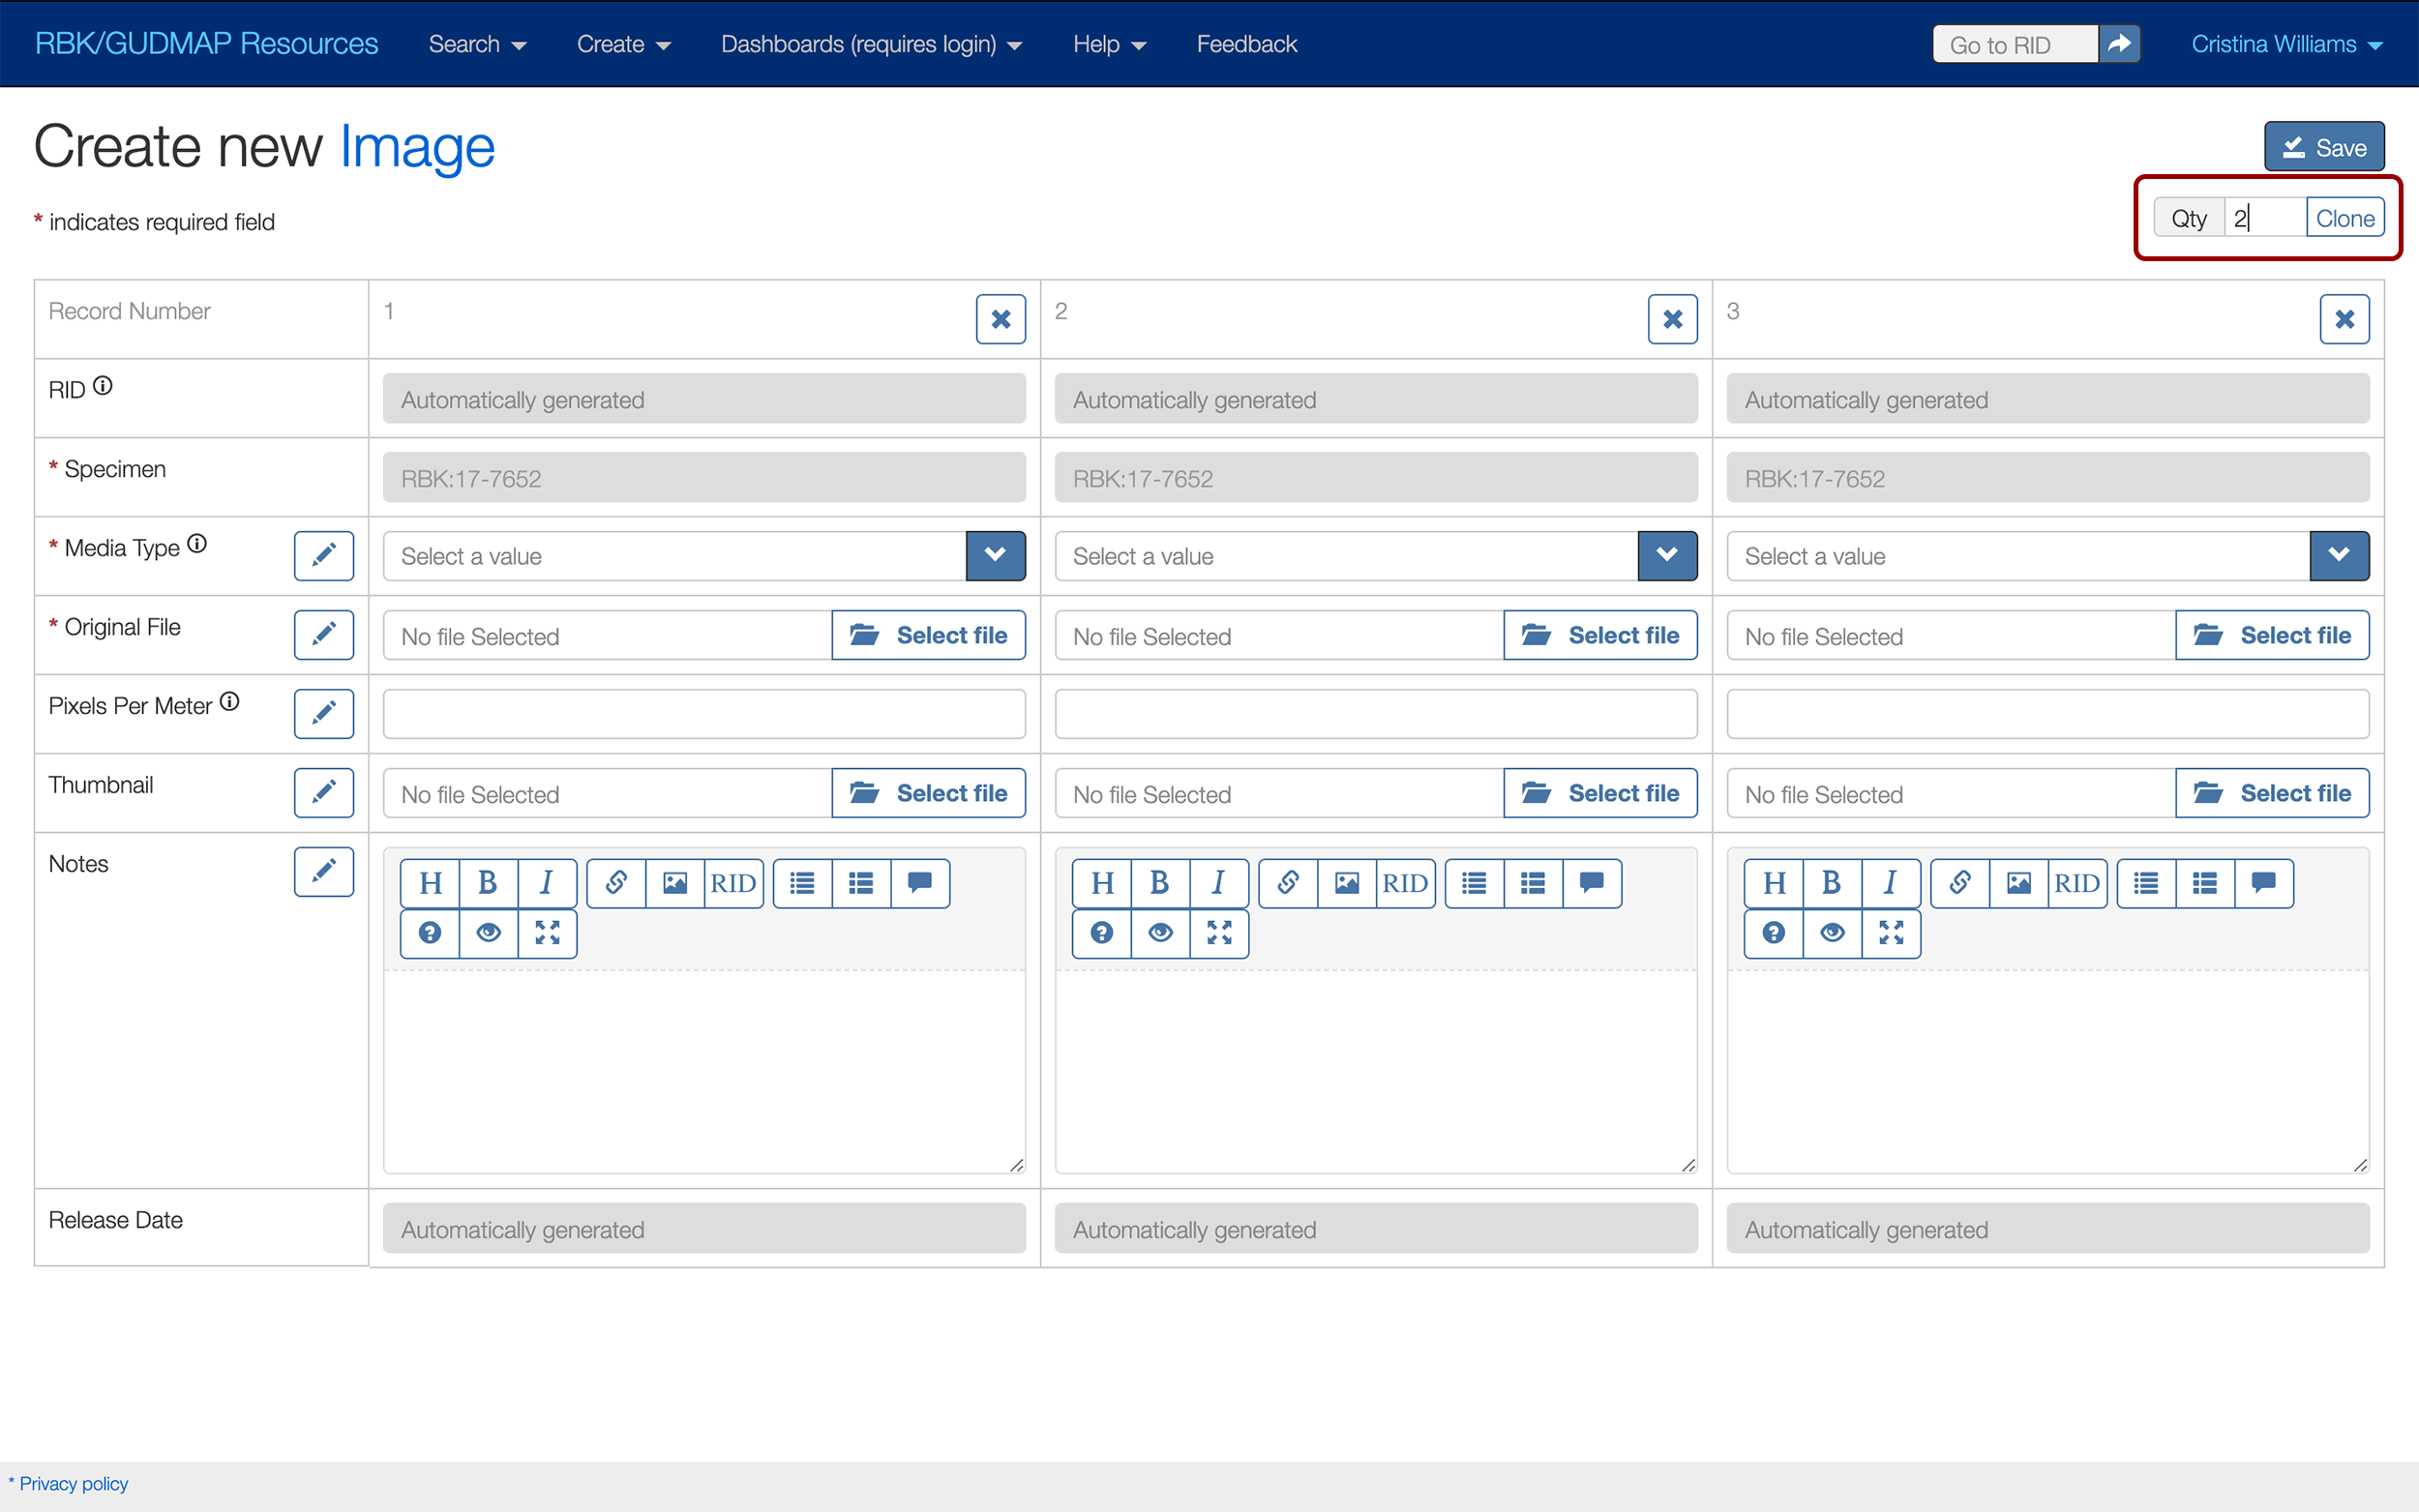 RBK/GUDMAP Resources Search Create Dashboards (requires login) Help Feedback Go to RID Cristina Williams
Create new Image
Save
* indicates required field
Qty 2 Clone
Record Number 1 2 3
RID Automatically generated Automatically generated Automatically generated
* Specimen RBK:17-7652 RBK:17-7652 RBK:17-7652
* Media Type Select a value Select a value Select a value
* Original File No file Selected Select file No file Selected Select file No file Selected Select file
Pixels Per Meter
Thumbnail No file Selected Select file No file Selected Select file No file Selected Select file
Notes H B I RID H B I RID H B I RID
Release Date Automatically generated Automatically generated Automatically generated
* Privacy policy